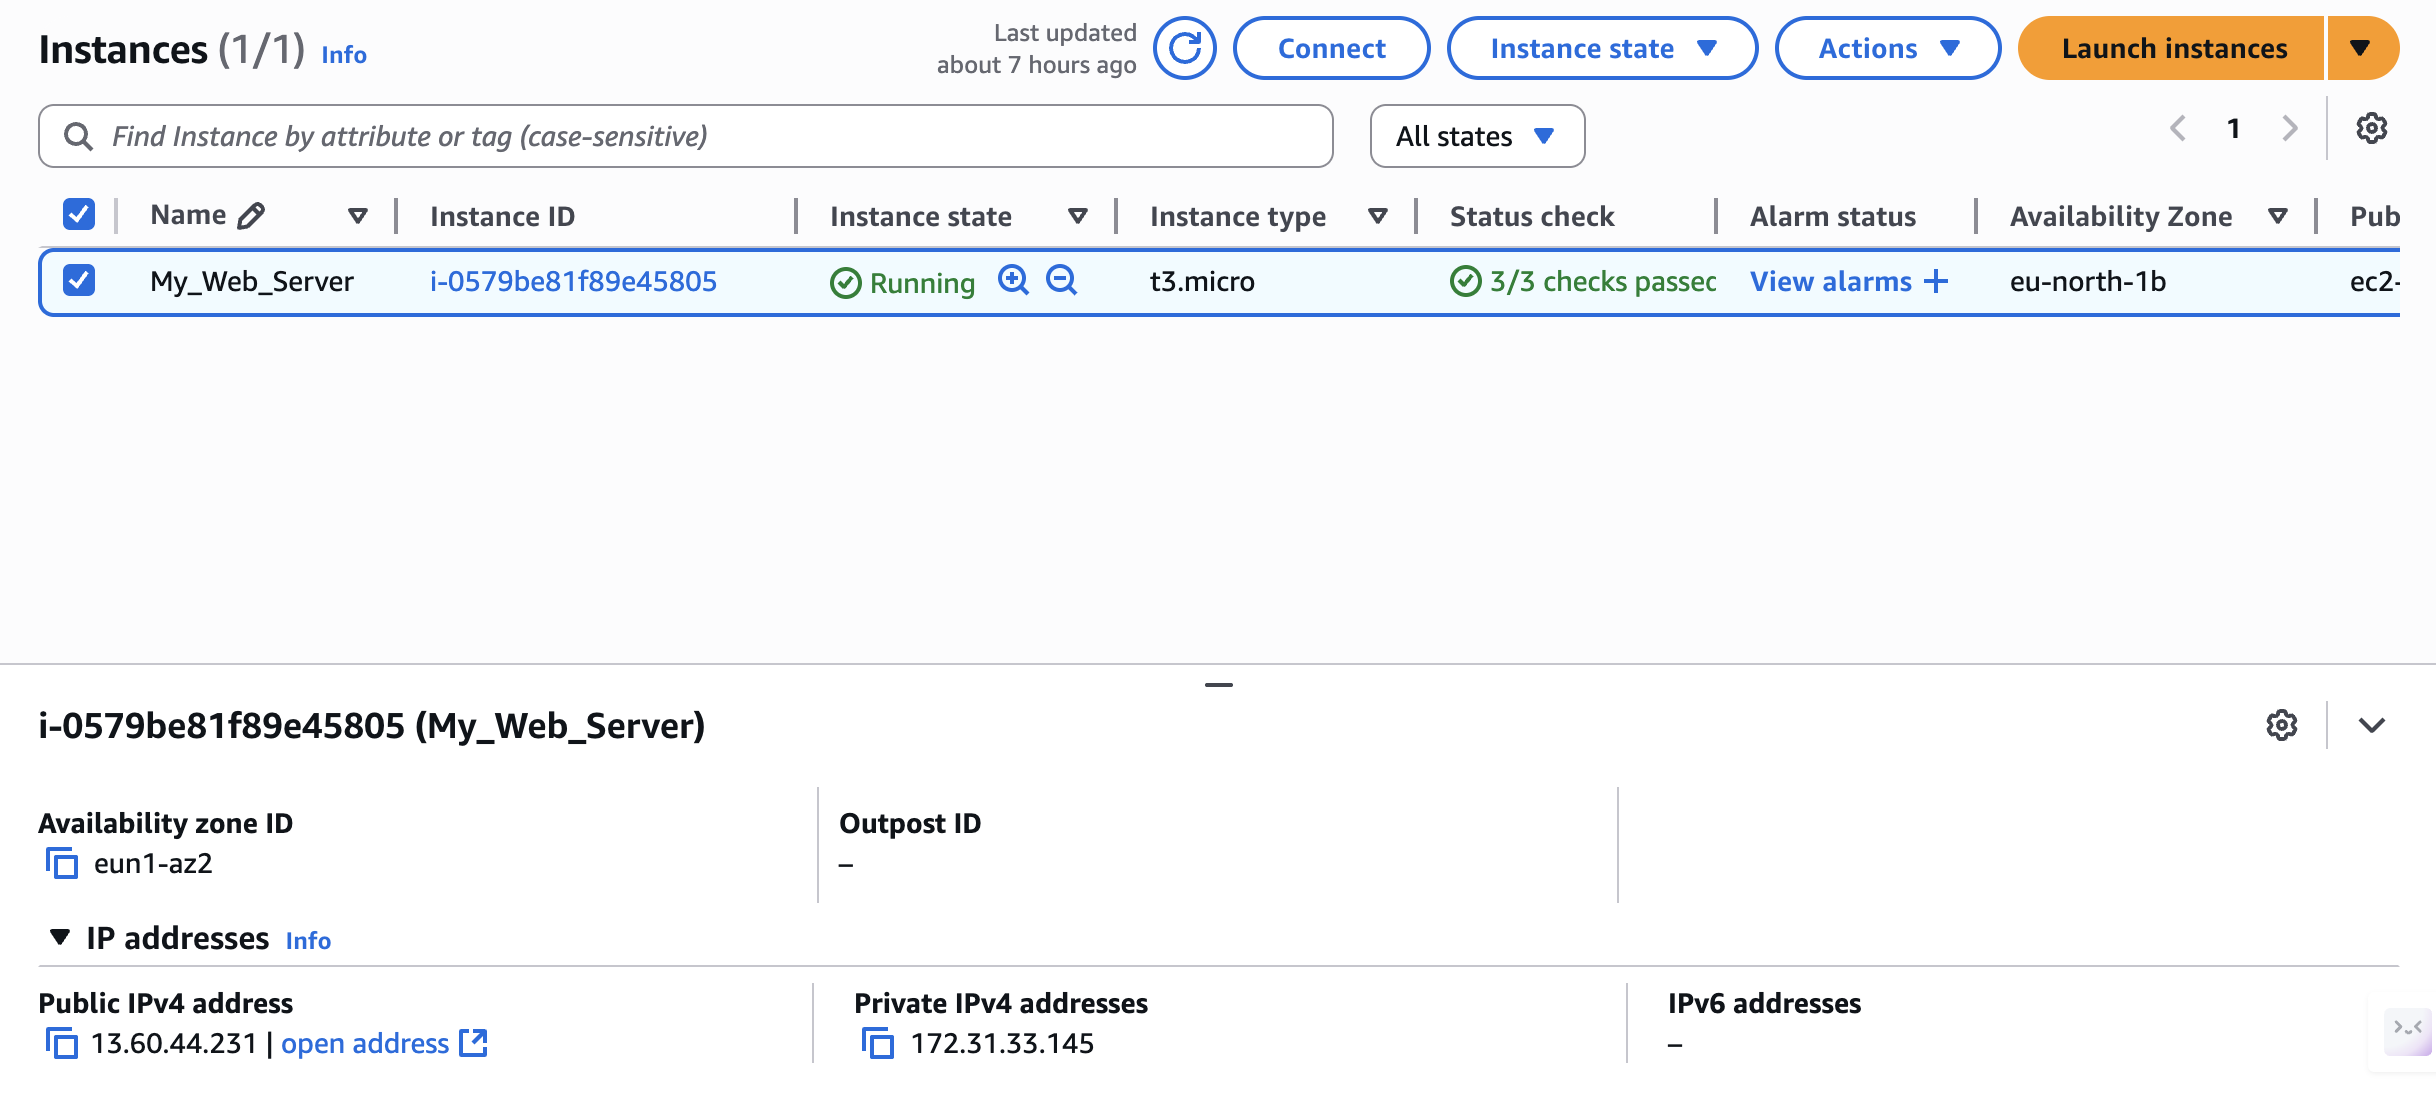 Instances (1/1) Info
Last updated
about 7 hours ago
Connect
Instance state
Actions
Launch instances
Find Instance by attribute or tag (case-sensitive)
All states
1
Name Instance ID Instance state Instance type Status check Alarm status Availability Zone Pub
My_Web_Server i-0579be81f89e45805 Running t3.micro 3/3 checks passec View alarms + eu-north-1b ec2-
i-0579be81f89e45805 (My_Web_Server)
Availability zone ID
eun1-az2
Outpost ID
–
IP addresses Info
Public IPv4 address
13.60.44.231 | open address
Private IPv4 addresses
172.31.33.145
IPv6 addresses
–